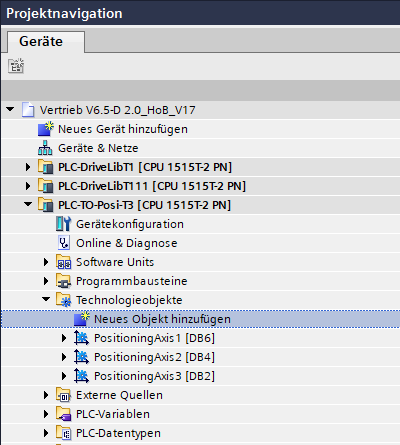 Projektnavigation
Geräte
Vertrieb V6.5-D 2.0_HoB_V17
Neues Gerät hinzufügen
Geräte & Netze
PLC-DriveLibT1 [CPU 1515T-2 PN]
PLC-DriveLibT111 [CPU 1515T-2 PN]
PLC-TO-Posi-T3 [CPU 1515T-2 PN]
Gerätekonfiguration
Online & Diagnose
Software Units
Programmbausteine
Technologieobjekte
Neues Objekt hinzufügen
PositioningAxis1 [DB6]
PositioningAxis2 [DB4]
PositioningAxis3 [DB2]
Externe Quellen
PLC-Variablen
PLC-Datentypen